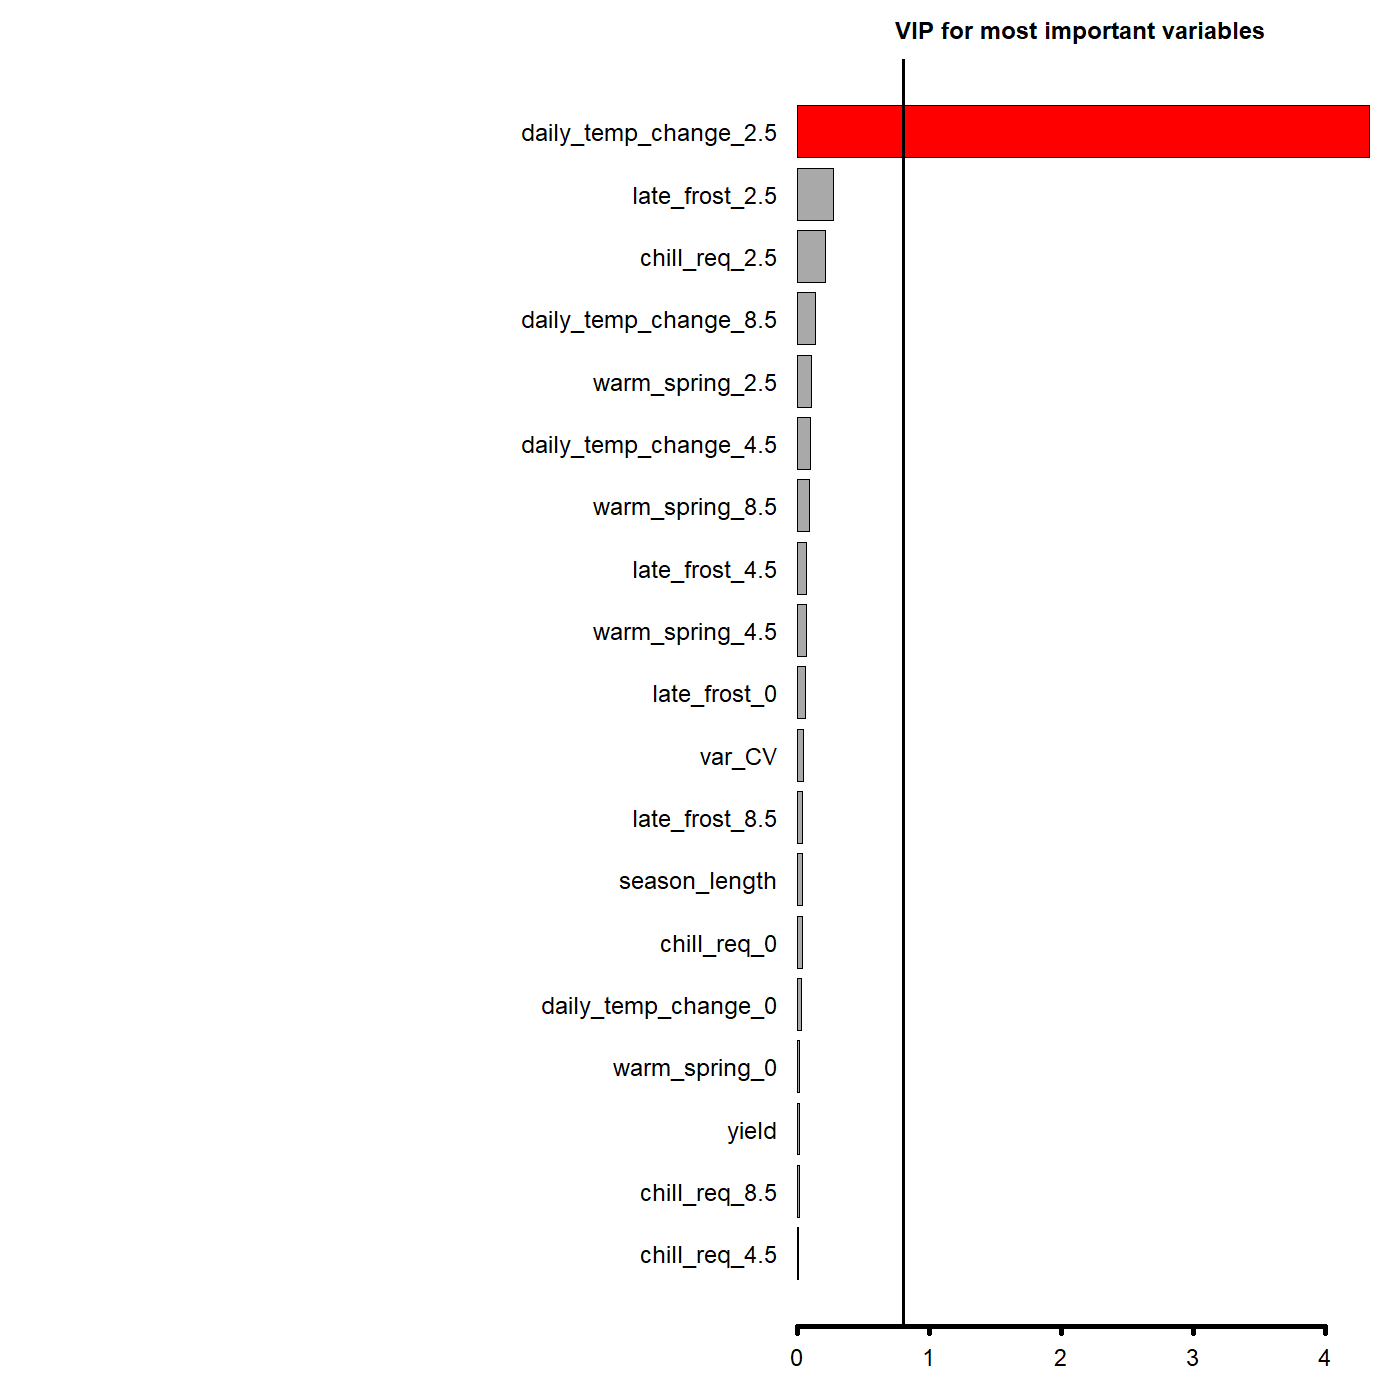 VIP for most important variables
daily_temp_change_2.5
late_frost_2.5
chill_req_2.5
daily_temp_change_8.5
warm_spring_2.5
daily_temp_change_4.5
warm_spring_8.5
late_frost_4.5
warm_spring_4.5
late_frost_0
var_CV
late_frost_8.5
season_length
chill_req_0
daily_temp_change_0
warm_spring_0
yield
chill_req_8.5
chill_req_4.5
0 1 2 3 4